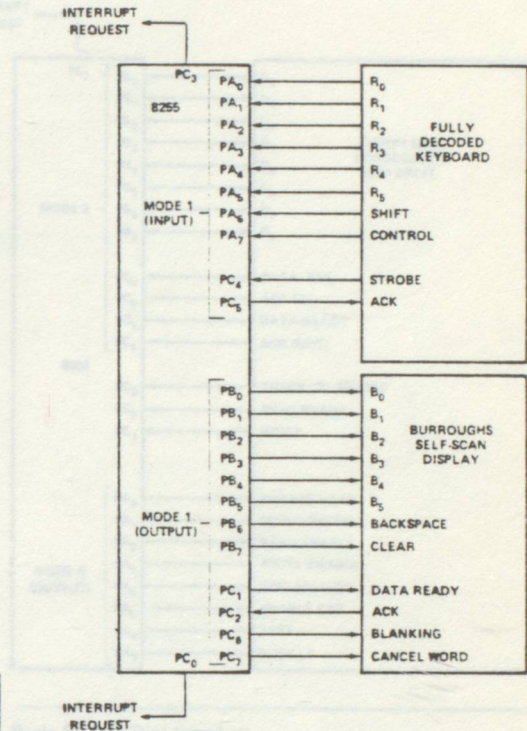 INTERRUPT
REQUEST
PC3
8255
MODE 1
(INPUT)
PA0
PA1
PA2
PA3
PA4
PA5
PA6
PA7
PC4
PC5
R0
R1
R2
R3
R4
R5
SHIFT
CONTROL
STROBE
ACK
FULLY
DECODED
KEYBOARD
MODE 1
(OUTPUT)
PB0
PB1
PB2
PB3
PB4
PB5
PB6
PB7
PC1
PC2
PC6
PC7
PC0
B0
B1
B2
B3
B4
B5
BACKSPACE
CLEAR
DATA READY
ACK
BLANKING
CANCEL WORD
BURROUGHS
SELF-SCAN
DISPLAY
INTERRUPT
REQUEST